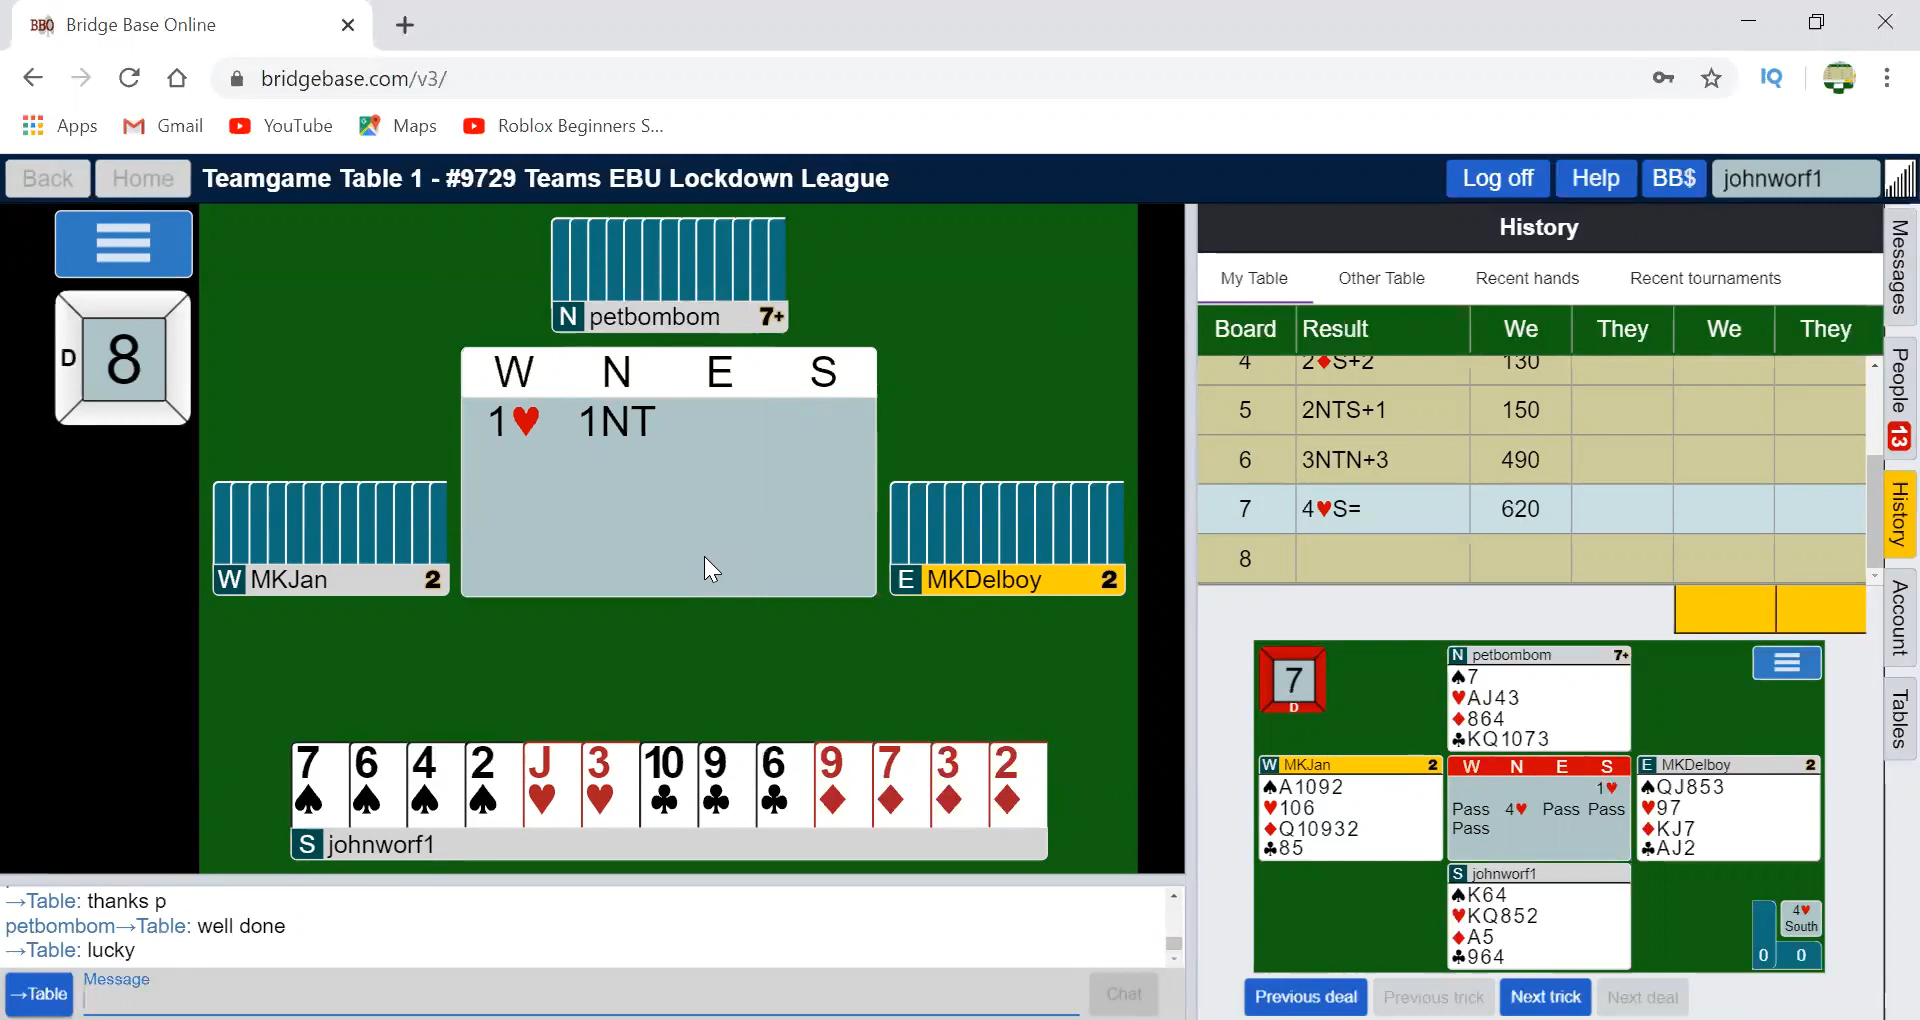 BBO Bridge Base Online
bridgebase.com/v3/
IQ
Apps Gmail YouTube Maps Roblox Beginners S...
Back Home Teamgame Table 1 - #9729 Teams EBU Lockdown League Log off Help BB$ johnworf1
D 8
N petbombom 7+
W N E S
1♥ 1NT
W MKJan 2
E MKDelboy 2
7♠ 6♠ 4♠ 2♠ J♥ 3♥ 10♣ 9♣ 6♣ 9♦ 7♦ 3♦ 2♦
S johnworf1
→Table: thanks p
petbombom→Table: well done
→Table: lucky
→Table Message Chat
History
My Table Other Table Recent hands Recent tournaments
Board Result We They We They
4 2♦S+2 130
5 2NTS+1 150
6 3NTN+3 490
7 4♥S= 620
8
7
D
N petbombom 7+
♠7
♥AJ43
♦864
♣KQ1073
W MKJan 2
♠A1092
♥106
♦Q10932
♣85
W N E S
1♥
Pass 4♥ Pass Pass
Pass
E MKDelboy 2
♠QJ853
♥97
♦KJ7
♣AJ2
S johnworf1
♠K64
♥KQ852
♦A5
♣964
4♥
South
0 0
Previous deal Previous trick Next trick Next deal
Messages
People 13
History
Account
Tables